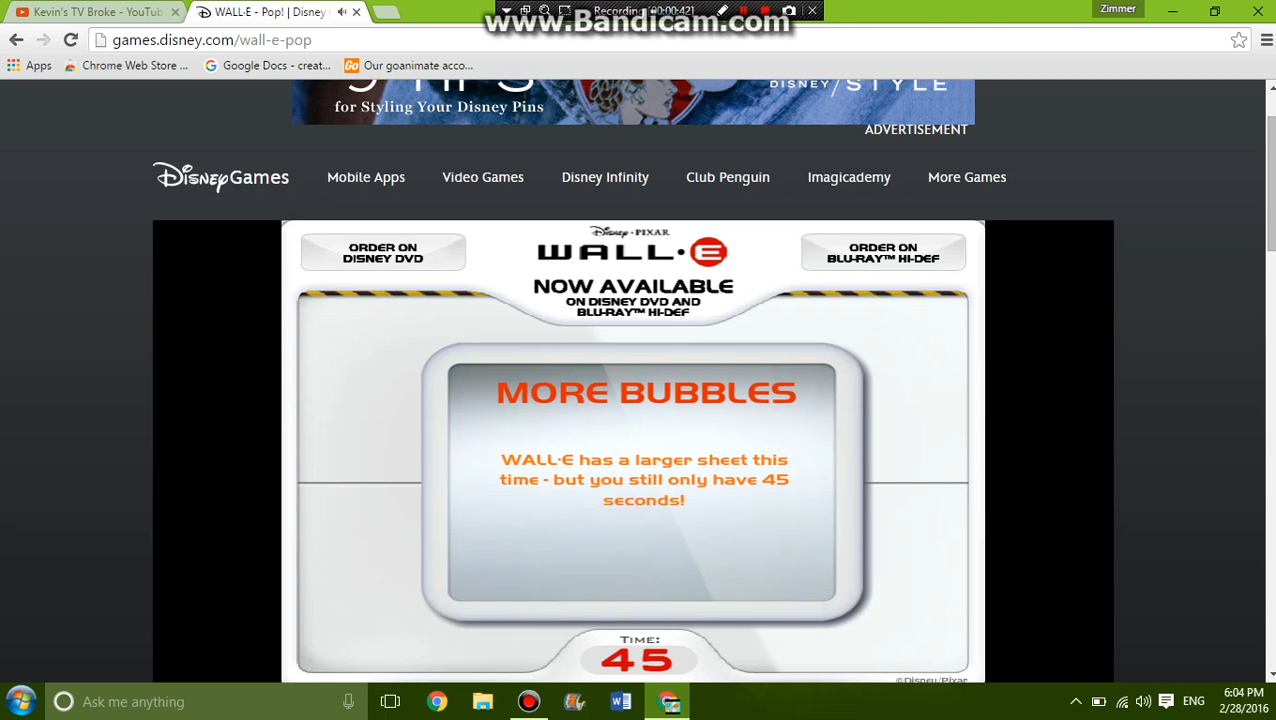 Kevin's TV Broke - YouTub
WALL·E - Pop! | Disney
Recording [00:00:42]
www.Bandicam.com
Zimmer
games.disney.com/wall-e-pop
Apps
Chrome Web Store ...
Google Docs - creat...
Go
Our goanimate acco...
for Styling Your Disney Pins
DISNEY/STYLE
ADVERTISEMENT
Disney Games
Mobile Apps
Video Games
Disney Infinity
Club Penguin
Imagicademy
More Games
ORDER ON
DISNEY DVD
Disney·PIXAR
WALL·E
ORDER ON
BLU-RAY™ HI-DEF
NOW AVAILABLE
ON DISNEY DVD AND
BLU-RAY™ HI-DEF
MORE BUBBLES
WALL·E has a larger sheet this
time - but you still only have 45
seconds!
TIME:
45
©Disney/Pixar
Ask me anything
ENG
6:04 PM
2/28/2016